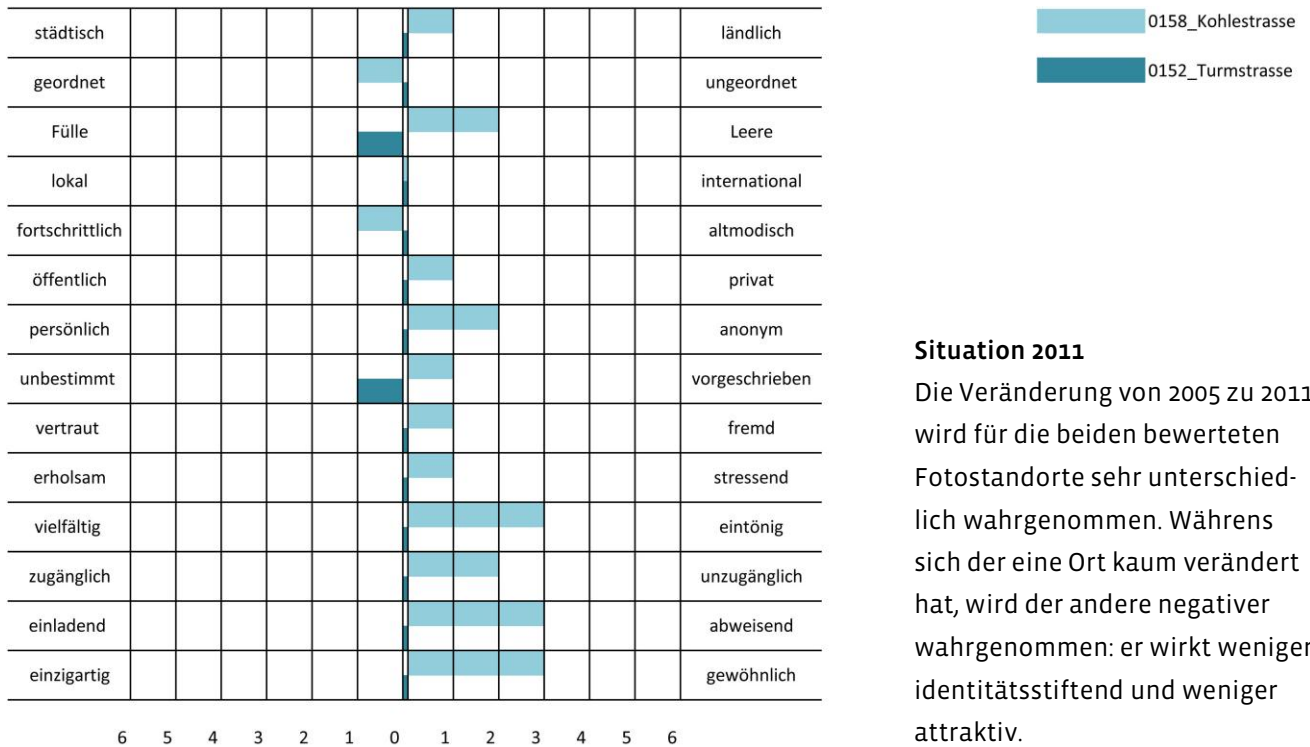 städtisch ländlich
geordnet ungeordnet
Fülle Leere
lokal international
fortschrittlich altmodisch
öffentlich privat
persönlich anonym
unbestimmt vorgeschrieben
vertraut fremd
erholsam stressend
vielfältig eintönig
zugänglich unzugänglich
einladend abweisend
einzigartig gewöhnlich
6 5 4 3 2 1 0 1 2 3 4 5 6
0158_Kohlestrasse
0152_Turmstrasse
Situation 2011
Die Veränderung von 2005 zu 2011
wird für die beiden bewerteten
Fotostandorte sehr unterschied-
lich wahrgenommen. Währens
sich der eine Ort kaum verändert
hat, wird der andere negativer
wahrgenommen: er wirkt weniger
identitätsstiftend und weniger
attraktiv.